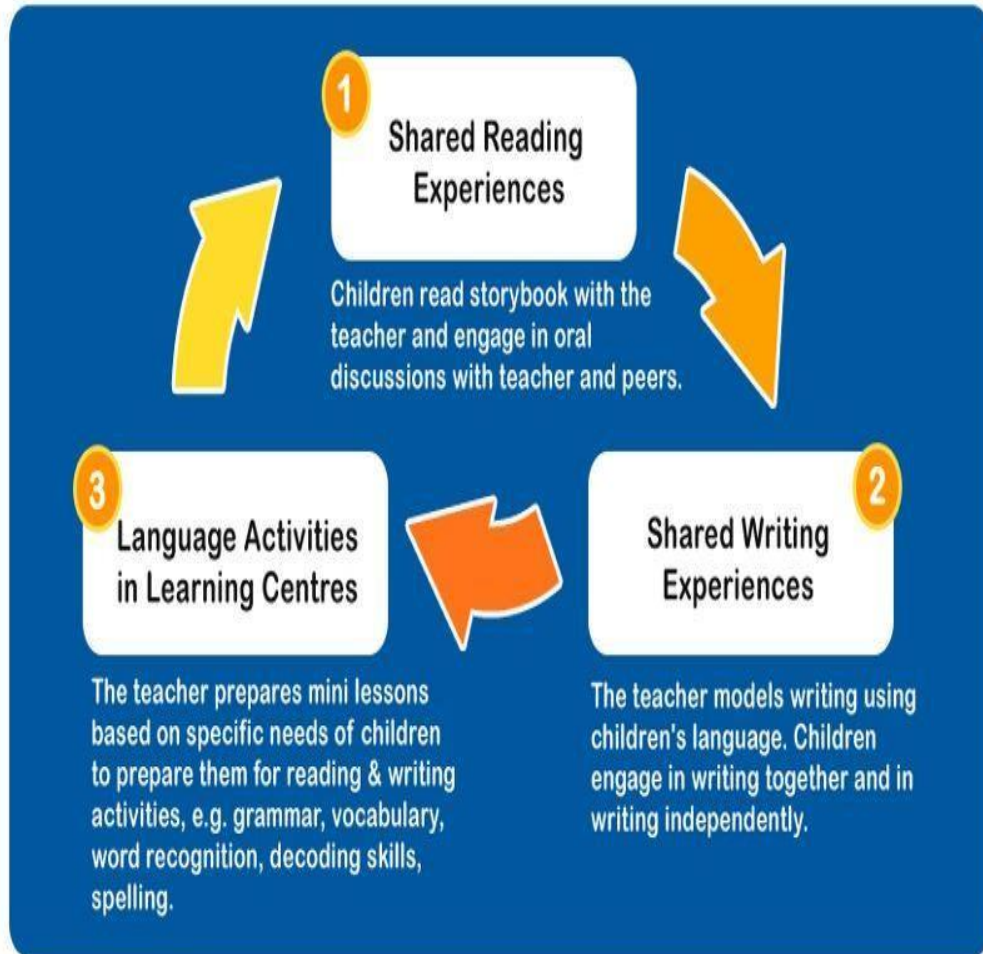 1
Shared Reading
Experiences
Children read storybook with the
teacher and engage in oral
discussions with teacher and peers.
2
Shared Writing
Experiences
The teacher models writing using
children's language. Children
engage in writing together and in
writing independently.
3
Language Activities
in Learning Centres
The teacher prepares mini lessons
based on specific needs of children
to prepare them for reading & writing
activities, e.g. grammar, vocabulary,
word recognition, decoding skills,
spelling.